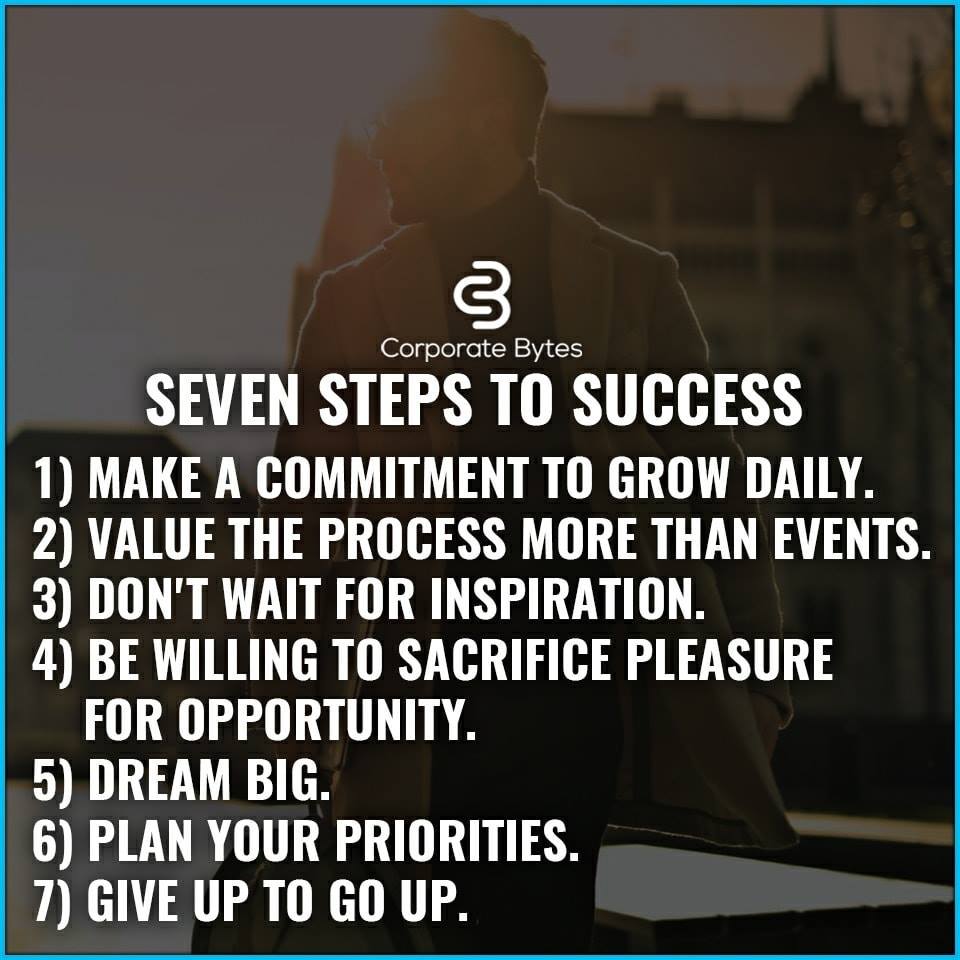 Corporate Bytes
SEVEN STEPS TO SUCCESS
1) MAKE A COMMITMENT TO GROW DAILY.
2) VALUE THE PROCESS MORE THAN EVENTS.
3) DON'T WAIT FOR INSPIRATION.
4) BE WILLING TO SACRIFICE PLEASURE
FOR OPPORTUNITY.
5) DREAM BIG.
6) PLAN YOUR PRIORITIES.
7) GIVE UP TO GO UP.